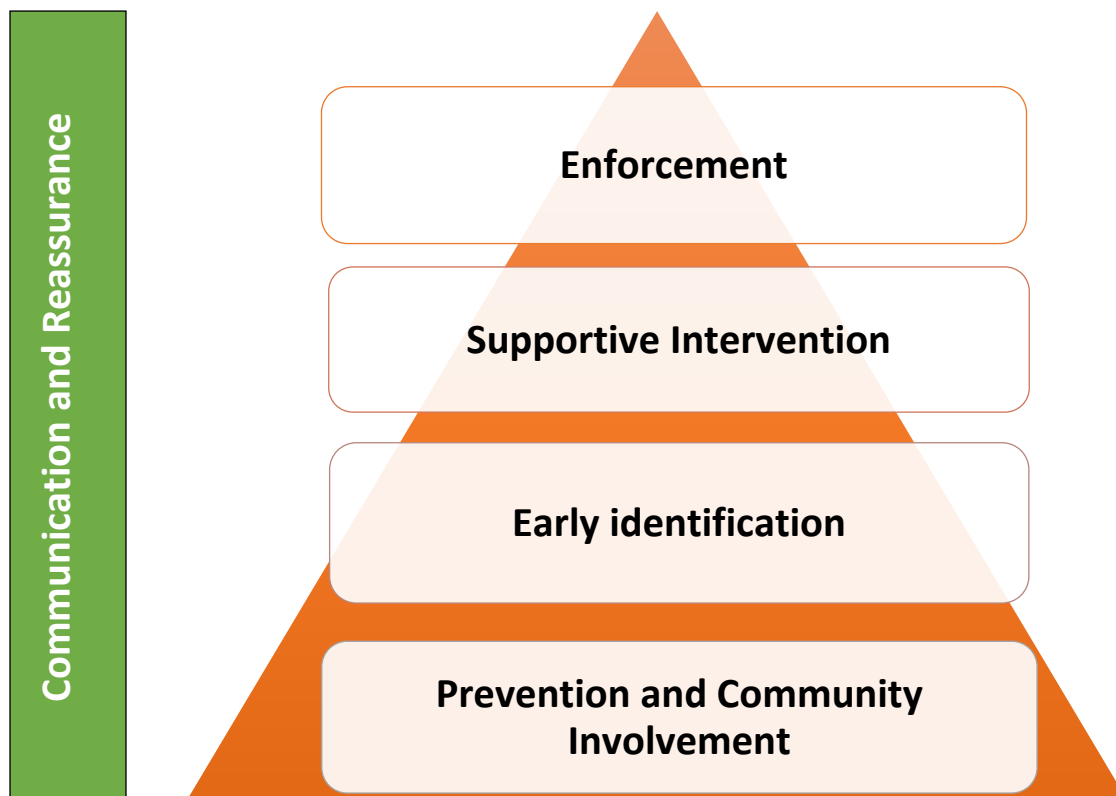 Communication and Reassurance
Enforcement
Supportive Intervention
Early identification
Prevention and Community
Involvement